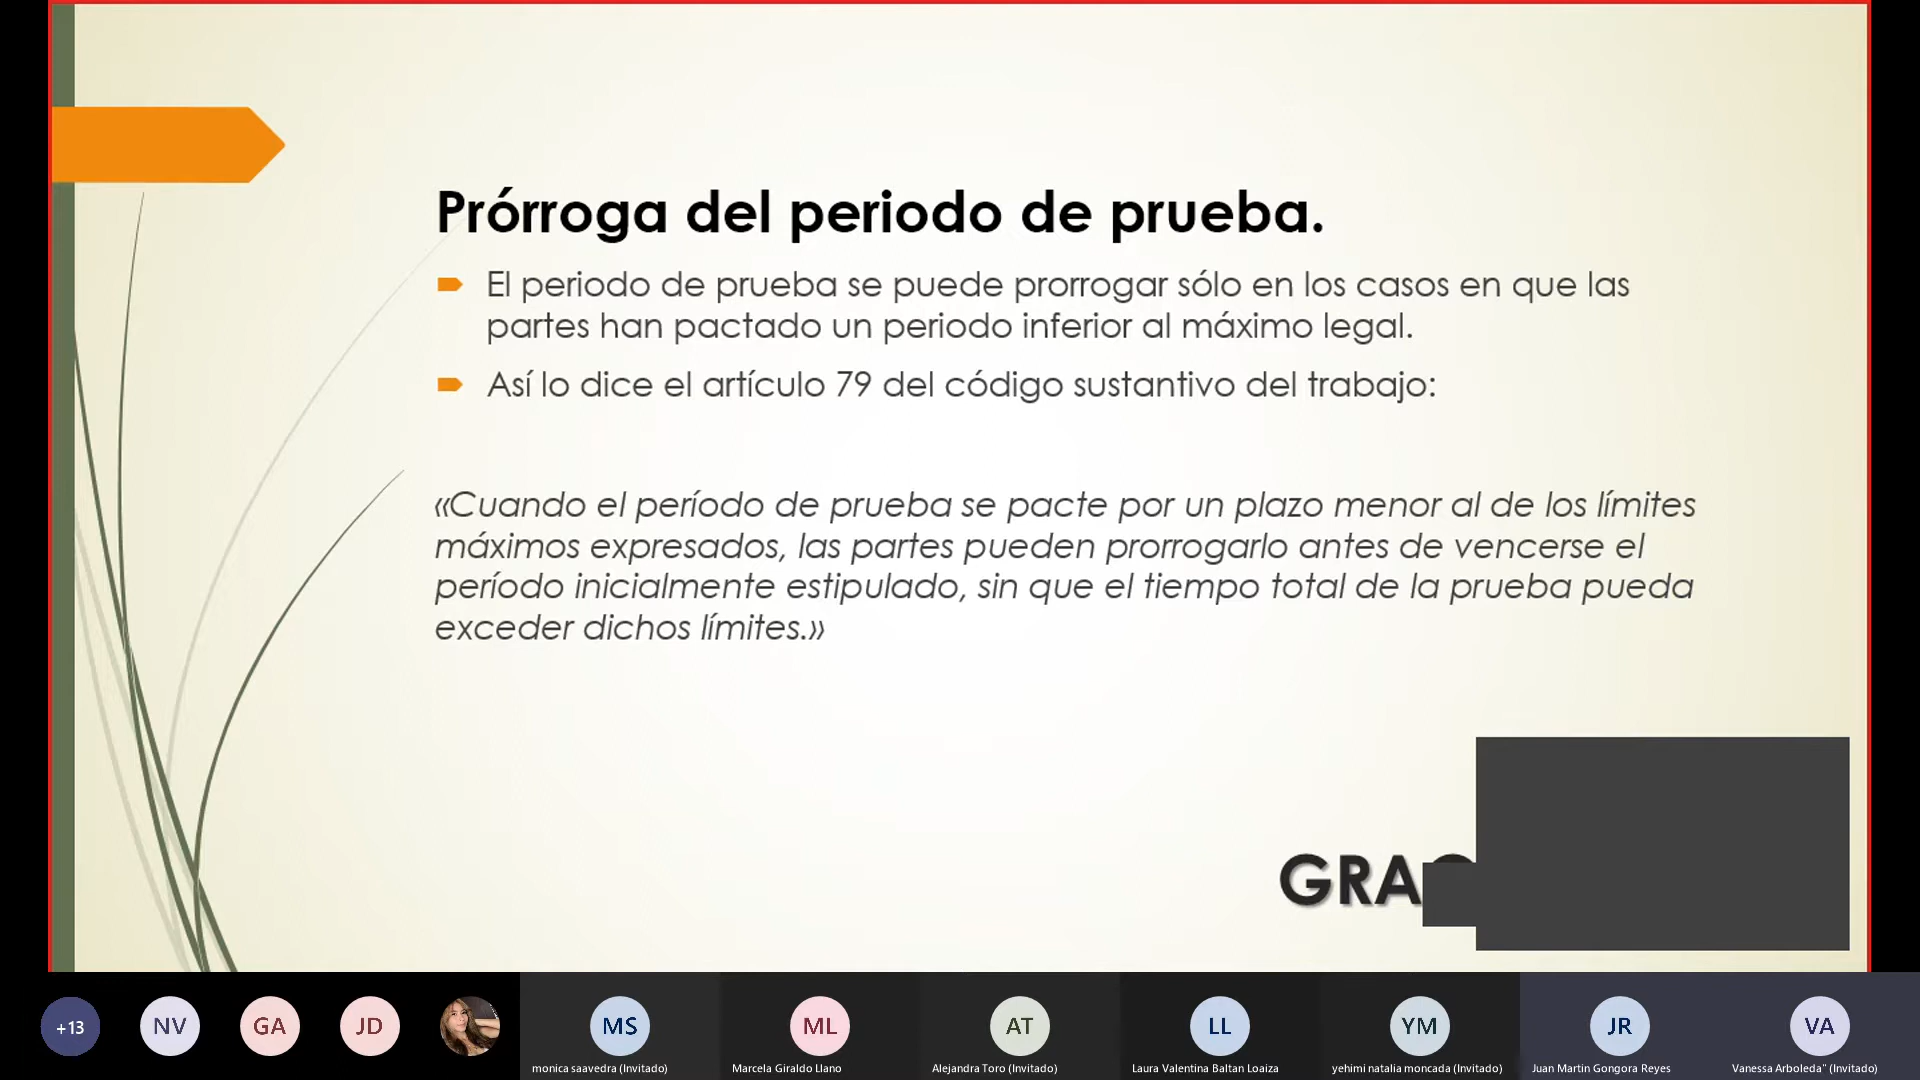 Prórroga del periodo de prueba.
El periodo de prueba se puede prorrogar sólo en los casos en que las
partes han pactado un periodo inferior al máximo legal.
Así lo dice el artículo 79 del código sustantivo del trabajo:
«Cuando el período de prueba se pacte por un plazo menor al de los límites
máximos expresados, las partes pueden prorrogarlo antes de vencerse el
período inicialmente estipulado, sin que el tiempo total de la prueba pueda
exceder dichos límites.»
+13
NV
GA
JD
MS
ML
AT
LL
YM
JR
VA
monica saavedra (Invitado)
Marcela Giraldo Llano
Alejandra Toro (Invitado)
Laura Valentina Baltan Loaiza
yehimi natalia moncada (Invitado)
Juan Martin Gongora Reyes
Vanessa Arboleda" (Invitado)